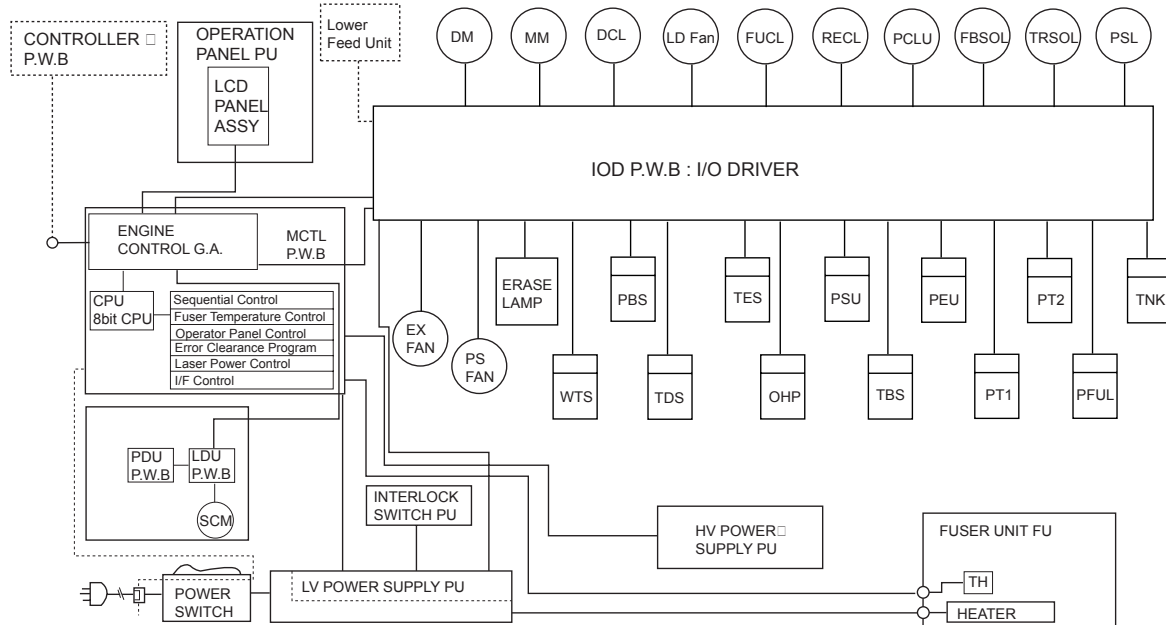 CONTROLLER □
P.W.B
OPERATION
PANEL PU
LCD
PANEL
ASSY
Lower
Feed Unit
DM
MM
DCL
LD Fan
FUCL
RECL
PCLU
FBSOL
TRSOL
PSL
IOD P.W.B : I/O DRIVER
ENGINE
CONTROL G.A.
MCTL
P.W.B
CPU
8bit CPU
Sequential Control
Fuser Temperature Control
Operator Panel Control
Error Clearance Program
Laser Power Control
I/F Control
EX
FAN
PS
FAN
ERASE
LAMP
PBS
TES
PSU
PEU
PT2
TNK
WTS
TDS
OHP
TBS
PT1
PFUL
PDU
P.W.B
LDU
P.W.B
SCM
INTERLOCK
SWITCH PU
HV POWER□
SUPPLY PU
FUSER UNIT FU
TH
HEATER
POWER
SWITCH
LV POWER SUPPLY PU